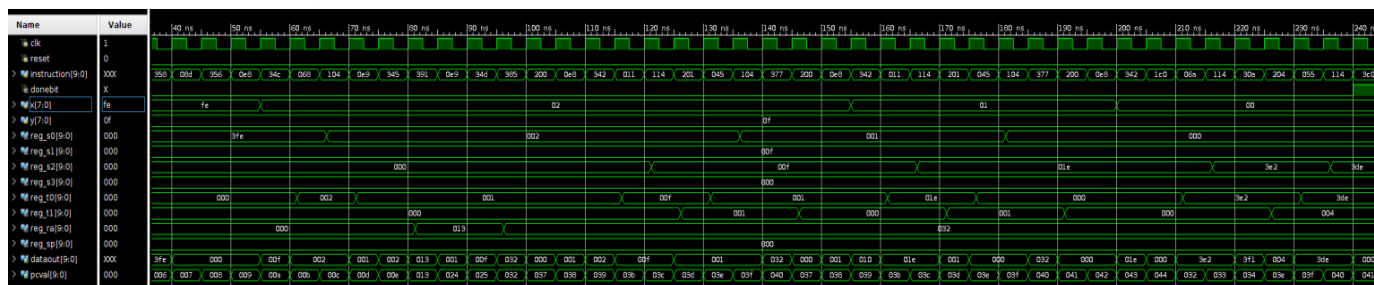 Name Value 40 ns 50 ns 60 ns 70 ns 80 ns 90 ns 100 ns 110 ns 120 ns 130 ns 140 ns 150 ns 160 ns 170 ns 180 ns 190 ns 200 ns 210 ns 220 ns 230 ns 240 n
clk 1
reset 0
instruction[9:0] XXX 358 08d 356 0e8 34c 068 104 0e9 345 391 0e9 34d 385 200 0e8 342 011 114 201 045 104 377 200 0e8 342 011 114 201 045 104 377 200 0e8 342 1c0 06a 114 30a 204 055 114 3c0
donebit X
x[7:0] fe fe 02 01 00
y[7:0] 0f 0f
reg_s0[9:0] 000 3fe 002 001 000
reg_s1[9:0] 000 00f
reg_s2[9:0] 000 000 00f 01e 3e2 3de
reg_s3[9:0] 000 000
reg_t0[9:0] 000 000 002 001 00f 001 01e 000 3e2 3de
reg_t1[9:0] 000 000 001 000 001 000 004
reg_ra[9:0] 000 000 013 032
reg_sp[9:0] 000 000
dataout[9:0] XXX 3fe 000 00f 002 001 002 013 001 00f 032 000 001 002 00f 001 032 000 001 010 01e 001 000 032 000 01e 000 3e2 3f1 004 3de 000
pcval[9:0] 000 006 007 008 009 00a 00b 00c 00d 00e 013 024 025 032 037 038 039 03b 03c 03d 03e 03f 040 037 038 039 03b 03c 03d 03e 03f 040 041 042 043 044 032 033 034 03e 03f 040 041